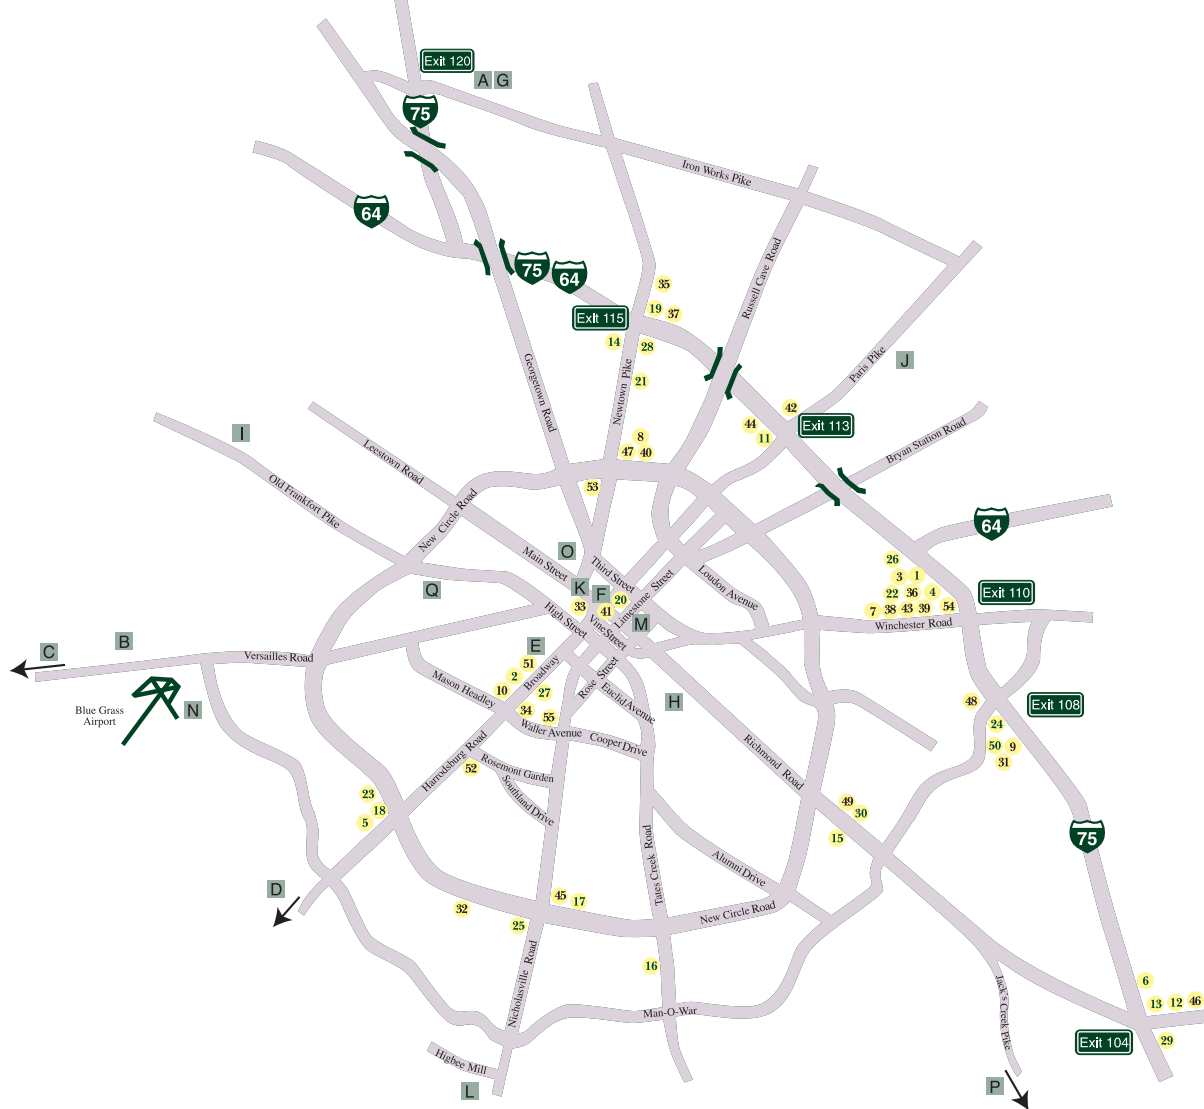 Exit 120
A G
75
Iron Works Pike
64
75
64
Russell Cave Road
35
19
37
Exit 115
14
28
Georgetown Road
Newtown Pike
21
Paris Pike
J
42
44
11
Exit 113
I
8
47
40
Leestown Road
Bryan Station Road
53
Old Frankfort Pike
New Circle Road
64
O
Main Street
Third Street
Limestone Street
Loudon Avenue
26
3
1
22
36
4
7
38
43
39
54
Exit 110
Winchester Road
Q
K
F
20
33
41
High Street
Vine Street
M
C
B
Versailles Road
E
51
2
10
Broadway
27
34
55
Rose Street
Euclid Avenue
H
Mason Headley
Blue Grass
Airport
N
48
Exit 108
24
50
9
31
Waller Avenue
Cooper Drive
Richmond Road
Harrodsburg Road
52
Rosemont Garden
Southland Drive
23
18
5
49
30
15
75
Tates Creek Road
Alumni Drive
D
32
45
17
25
New Circle Road
16
Nicholasville Road
Man-O-War
Jack's Creek Pike
6
13
12
46
29
Exit 104
Higbee Mill
L
P